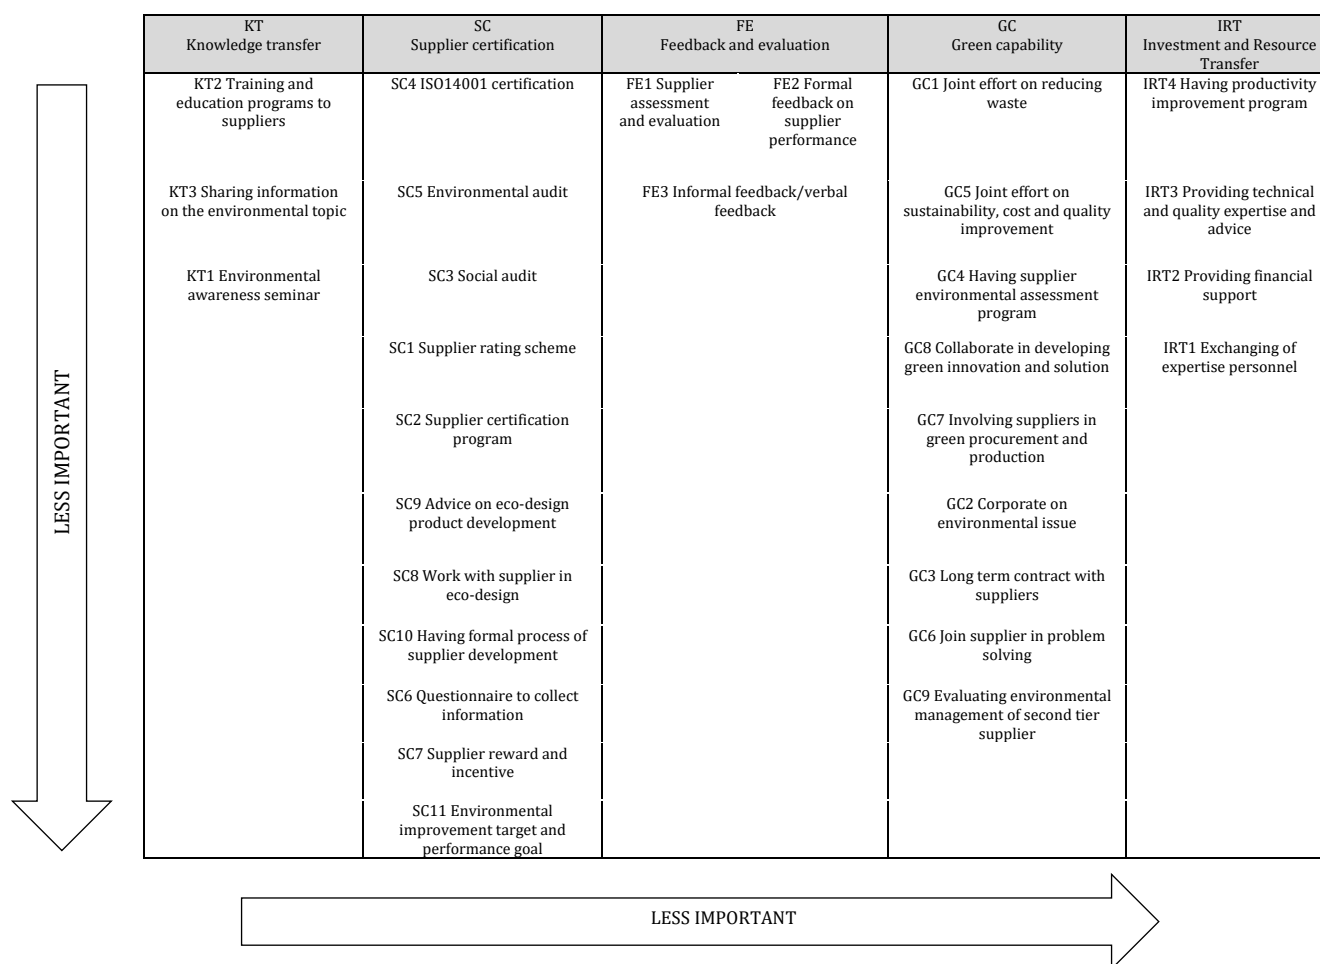 KT
Knowledge transfer
SC
Supplier certification
FE
Feedback and evaluation
GC
Green capability
IRT
Investment and Resource
Transfer
KT2 Training and
education programs to
suppliers
SC4 ISO14001 certification
FE1 Supplier
assessment
and evaluation
FE2 Formal
feedback on
supplier
performance
GC1 Joint effort on reducing
waste
IRT4 Having productivity
improvement program
KT3 Sharing information
on the environmental topic
SC5 Environmental audit
FE3 Informal feedback/verbal
feedback
GC5 Joint effort on
sustainability, cost and quality
improvement
IRT3 Providing technical
and quality expertise and
advice
KT1 Environmental
awareness seminar
SC3 Social audit
GC4 Having supplier
environmental assessment
program
IRT2 Providing financial
support
SC1 Supplier rating scheme
GC8 Collaborate in developing
green innovation and solution
IRT1 Exchanging of
expertise personnel
SC2 Supplier certification
program
GC7 Involving suppliers in
green procurement and
production
SC9 Advice on eco-design
product development
GC2 Corporate on
environmental issue
SC8 Work with supplier in
eco-design
GC3 Long term contract with
suppliers
SC10 Having formal process of
supplier development
GC6 Join supplier in problem
solving
SC6 Questionnaire to collect
information
GC9 Evaluating environmental
management of second tier
supplier
SC7 Supplier reward and
incentive
SC11 Environmental
improvement target and
performance goal
LESS IMPORTANT
LESS IMPORTANT